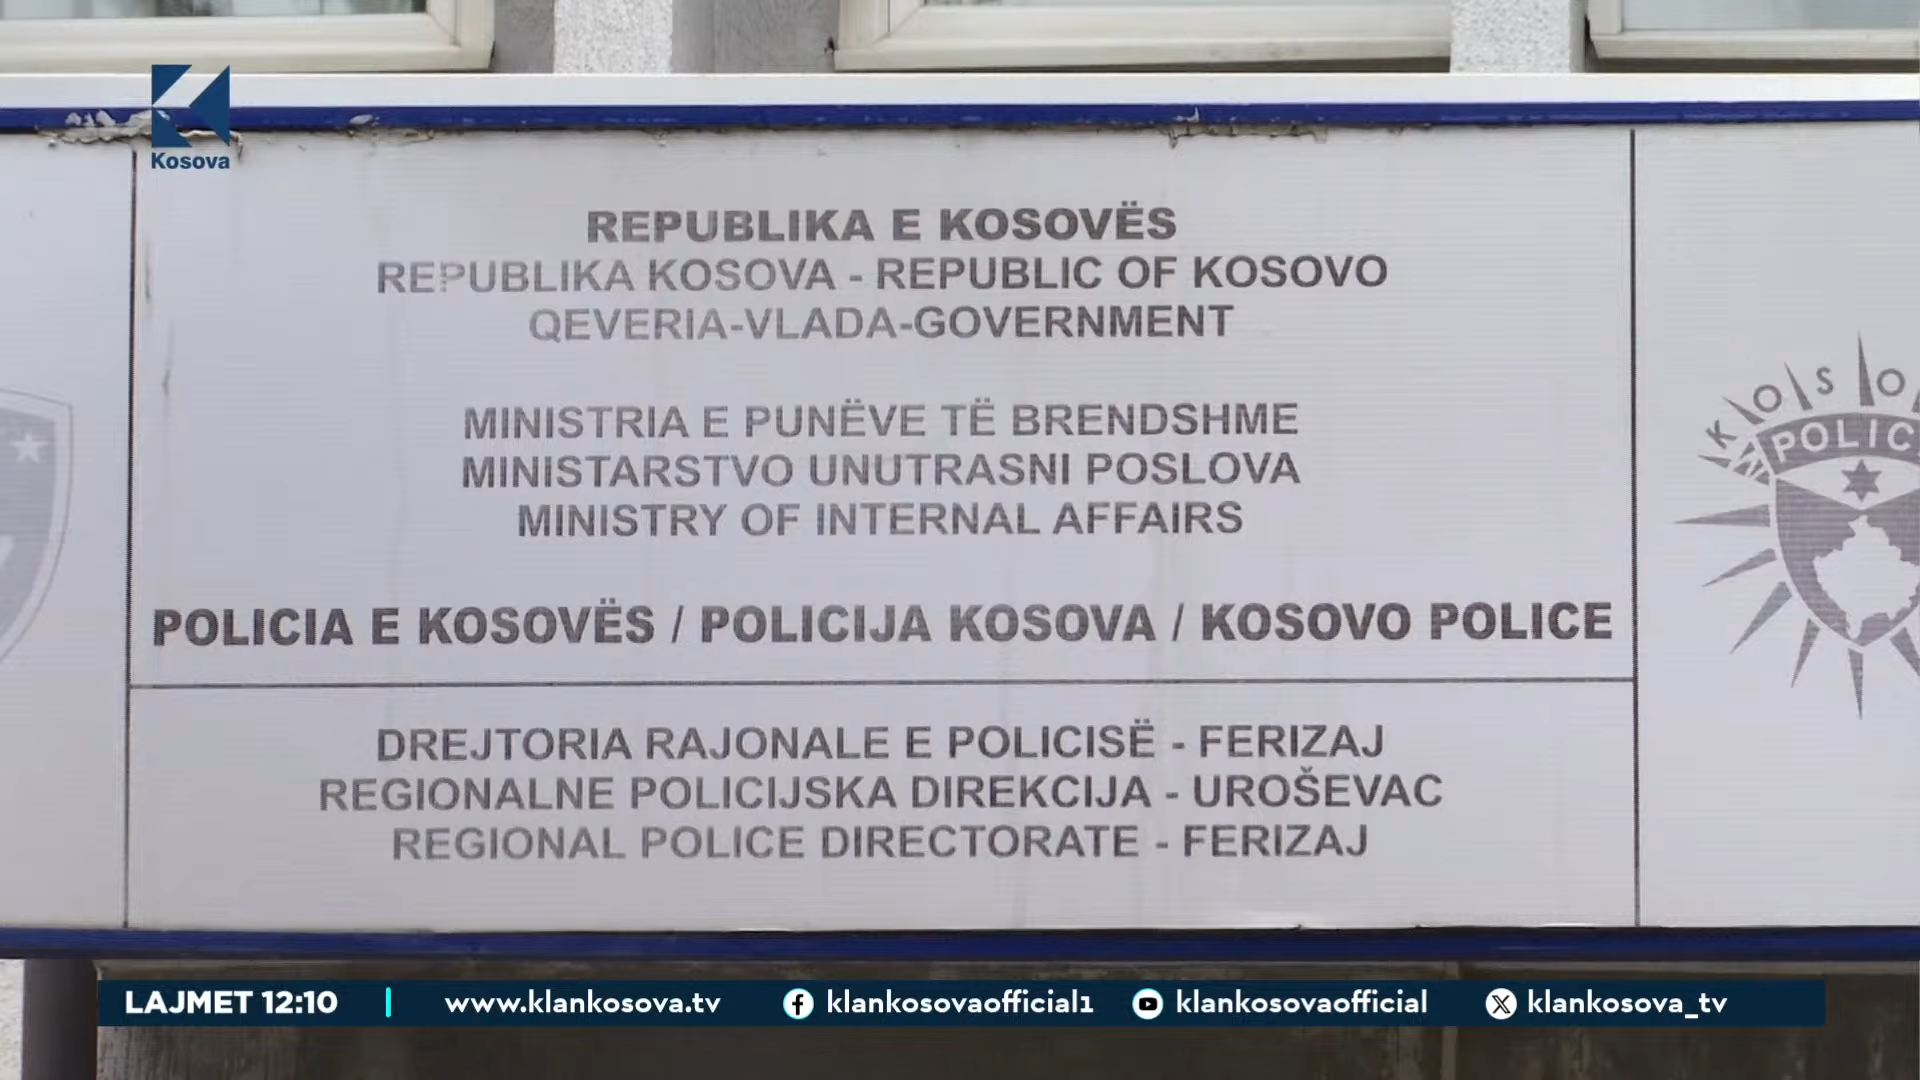 Kosova
REPUBLIKA E KOSOVËS
REPUBLIKA KOSOVA - REPUBLIC OF KOSOVO
QEVERIA-VLADA-GOVERNMENT
MINISTRIA E PUNËVE TË BRENDSHME
MINISTARSTVO UNUTRASNI POSLOVA
MINISTRY OF INTERNAL AFFAIRS
POLICIA E KOSOVËS / POLICIJA KOSOVA / KOSOVO POLICE
DREJTORIA RAJONALE E POLICISË - FERIZAJ
REGIONALNE POLICIJSKA DIREKCIJA - UROŠEVAC
REGIONAL POLICE DIRECTORATE - FERIZAJ
KOSO
POLIC
LAJMET 12:10 www.klankosova.tv klankosovaofficial1 klankosovaofficial klankosova_tv